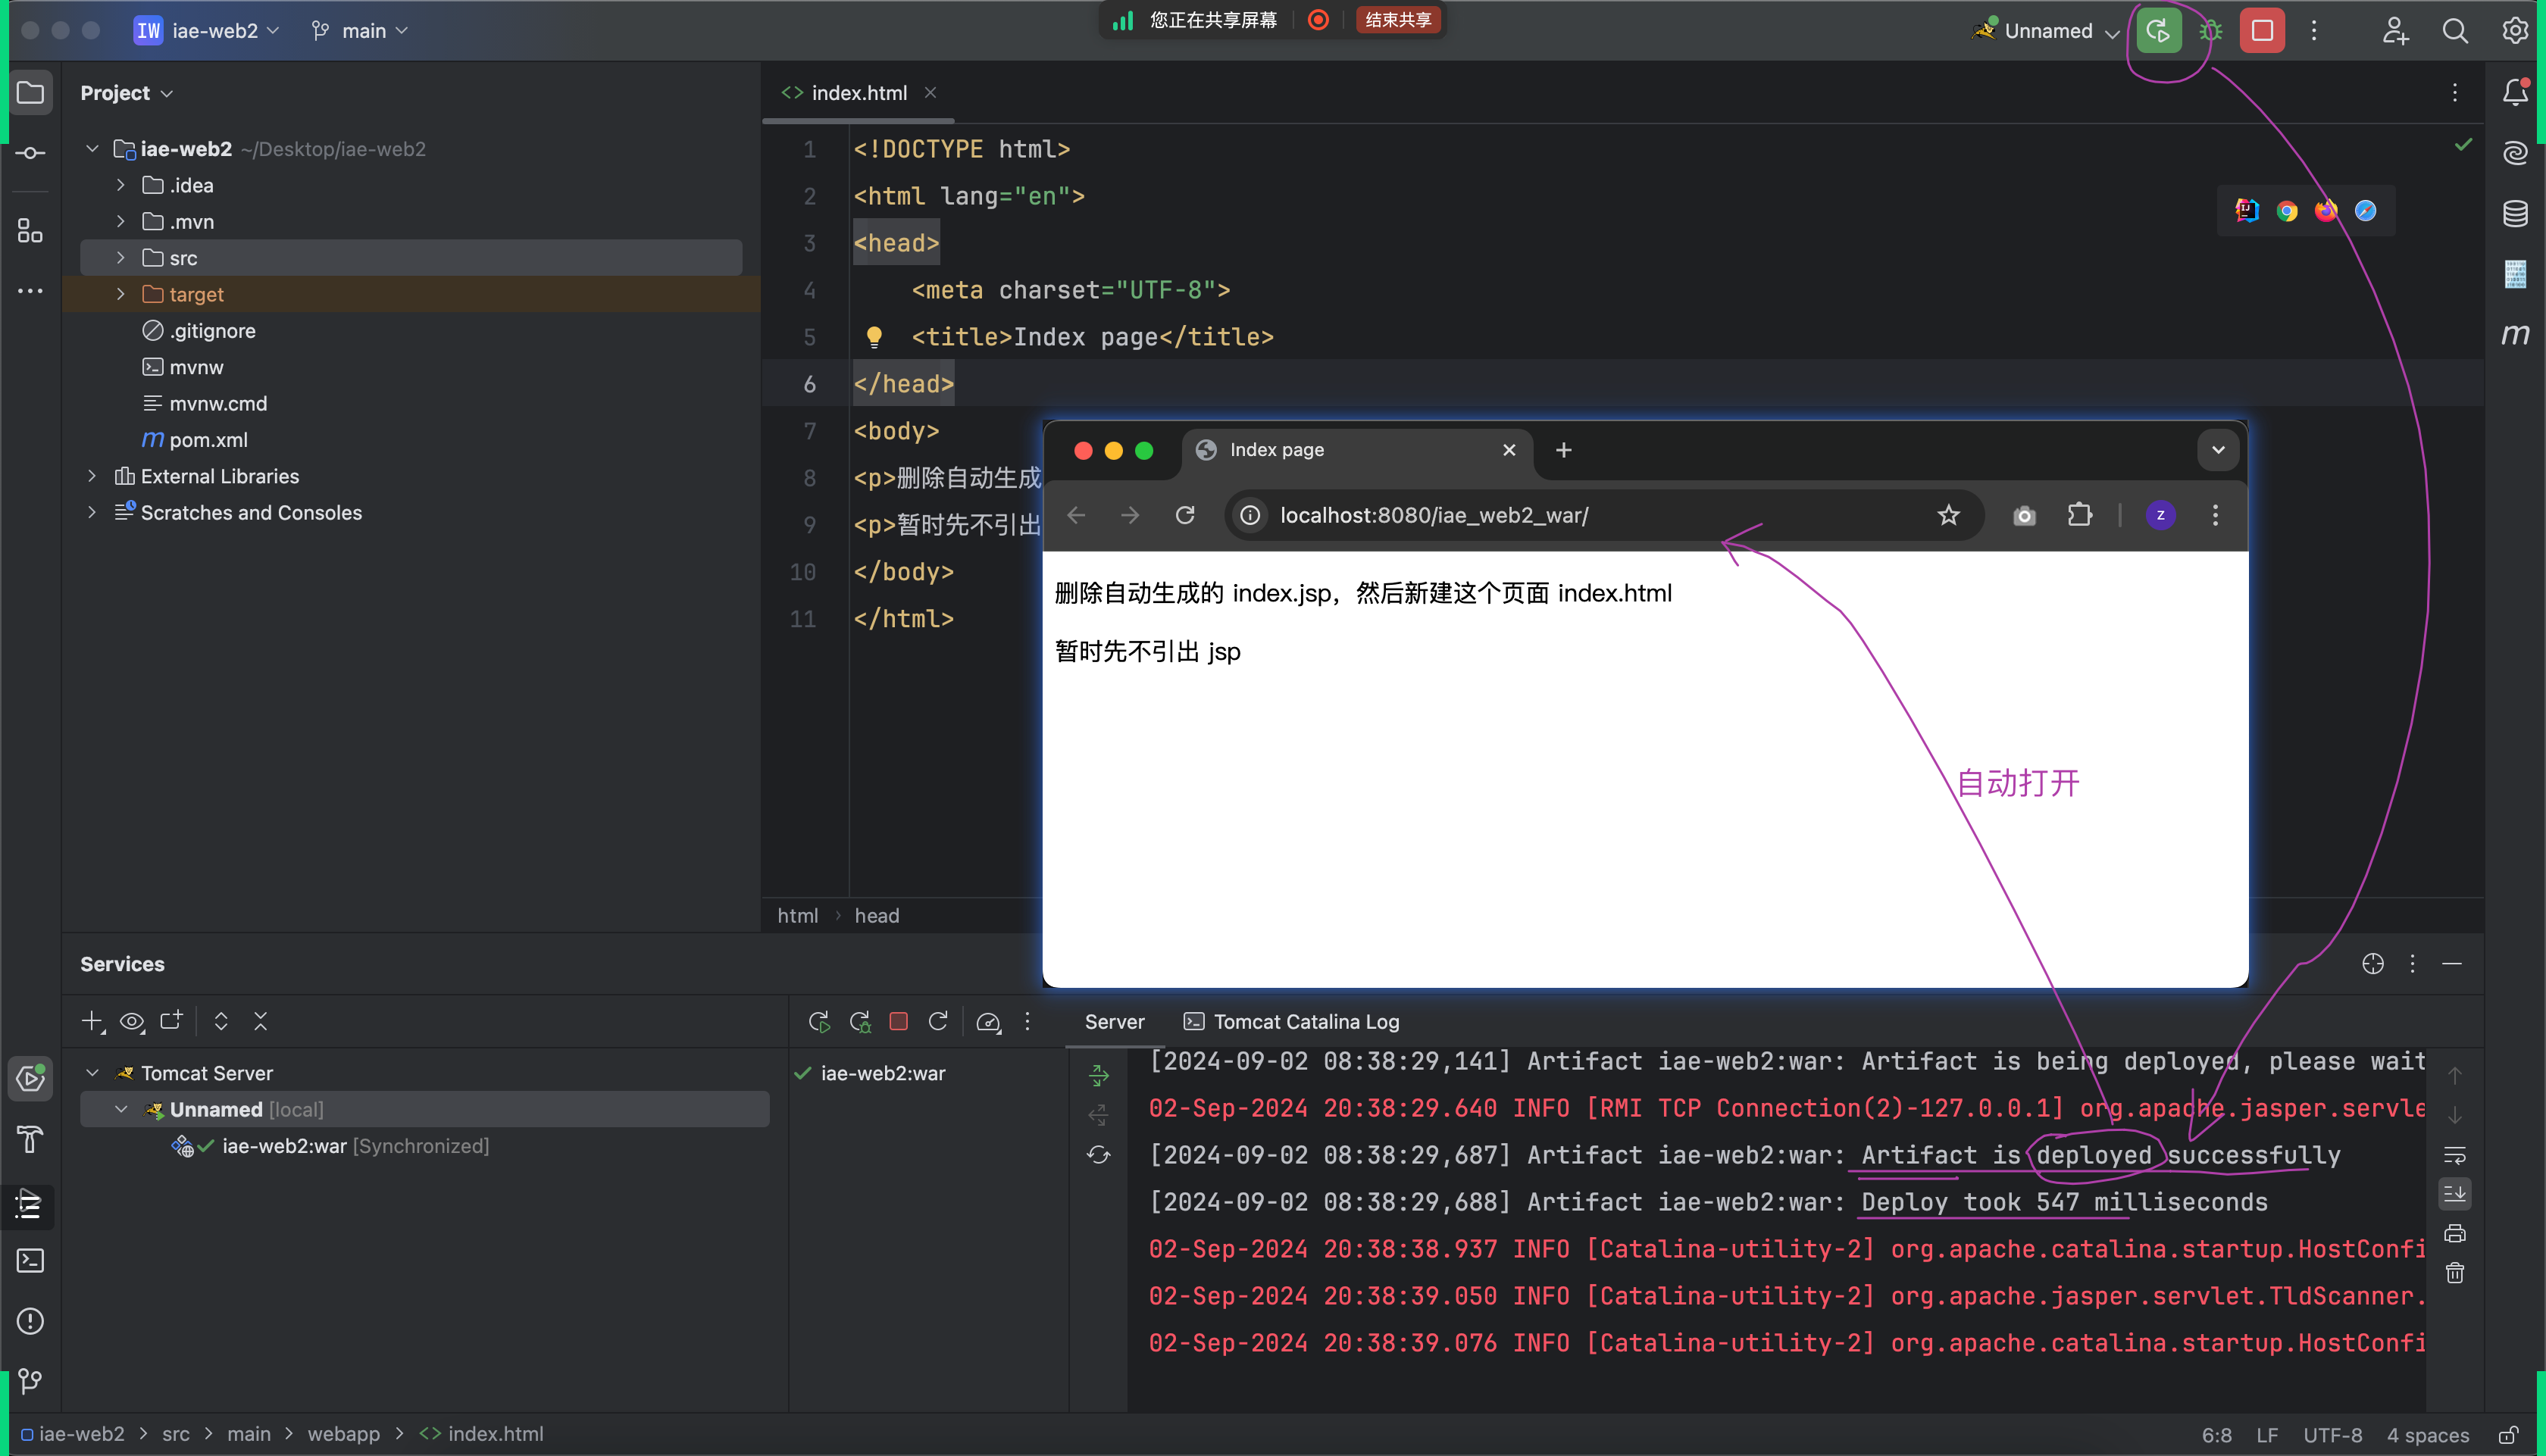 IW iae-web2 main
您正在共享屏幕 结束共享
Unnamed
Project
iae-web2 ~/Desktop/iae-web2
.idea
.mvn
src
target
.gitignore
mvnw
mvnw.cmd
m pom.xml
External Libraries
Scratches and Consoles
<> index.html
1 <!DOCTYPE html>
2 <html lang="en">
3 <head>
4 <meta charset="UTF-8">
5 <title>Index page</title>
6 </head>
7 <body>
8 <p>删除自动生成
9 <p>暂时先不引出
10 </body>
11 </html>
html > head
m
Index page
localhost:8080/iae_web2_war/
z
删除自动生成的 index.jsp，然后新建这个页面 index.html
暂时先不引出 jsp
自动打开
Services
Tomcat Server
Unnamed [local]
iae-web2:war [Synchronized]
iae-web2:war
Server Tomcat Catalina Log
[2024-09-02 08:38:29,141] Artifact iae-web2:war: Artifact is being deployed, please wait
02-Sep-2024 20:38:29.640 INFO [RMI TCP Connection(2)-127.0.0.1] org.apache.jasper.servle
[2024-09-02 08:38:29,687] Artifact iae-web2:war: Artifact is deployed successfully
[2024-09-02 08:38:29,688] Artifact iae-web2:war: Deploy took 547 milliseconds
02-Sep-2024 20:38:38.937 INFO [Catalina-utility-2] org.apache.catalina.startup.HostConfi
02-Sep-2024 20:38:39.050 INFO [Catalina-utility-2] org.apache.jasper.servlet.TldScanner.
02-Sep-2024 20:38:39.076 INFO [Catalina-utility-2] org.apache.catalina.startup.HostConfi
iae-web2 > src > main > webapp > <> index.html
6:8 LF UTF-8 4 spaces